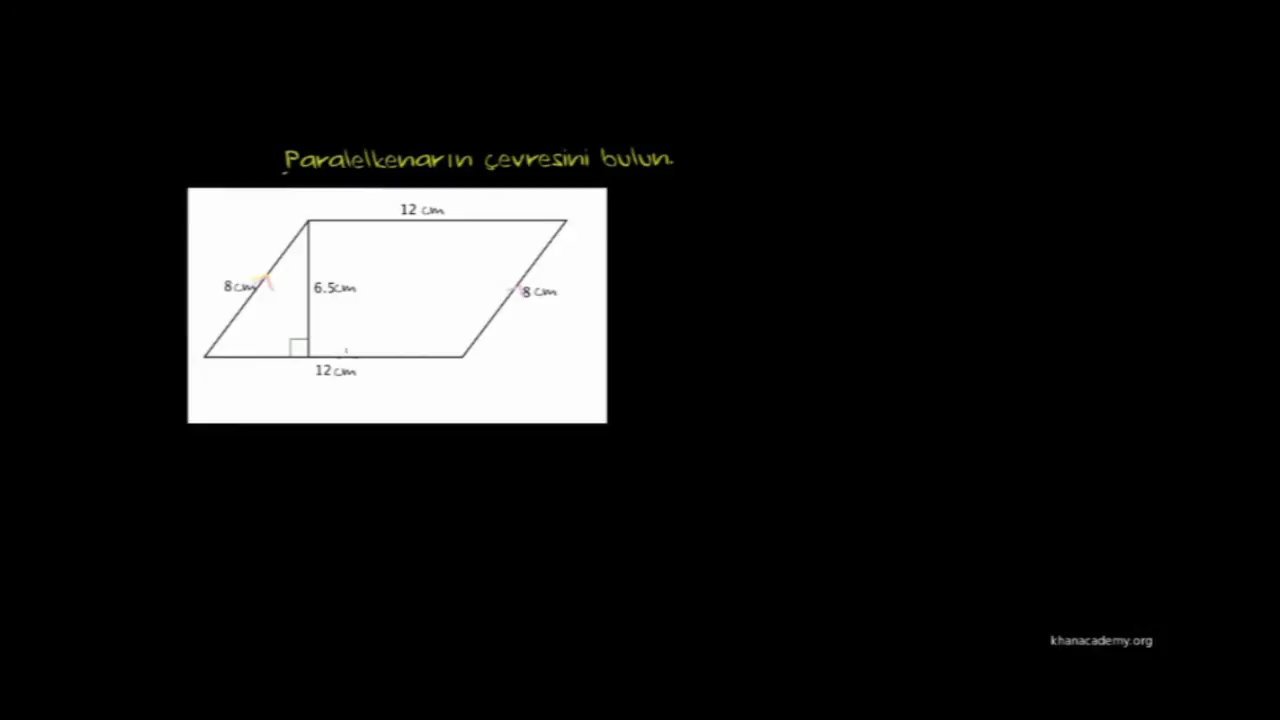 Paralelkenarın çevresini bulun.
12 cm
8cm
6.5cm
8 cm
12 cm
khanacademy.org